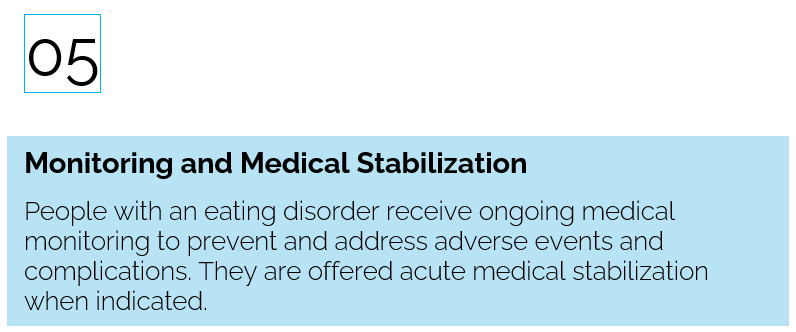 05
Monitoring and Medical Stabilization
People with an eating disorder receive ongoing medical
monitoring to prevent and address adverse events and
complications. They are offered acute medical stabilization
when indicated.